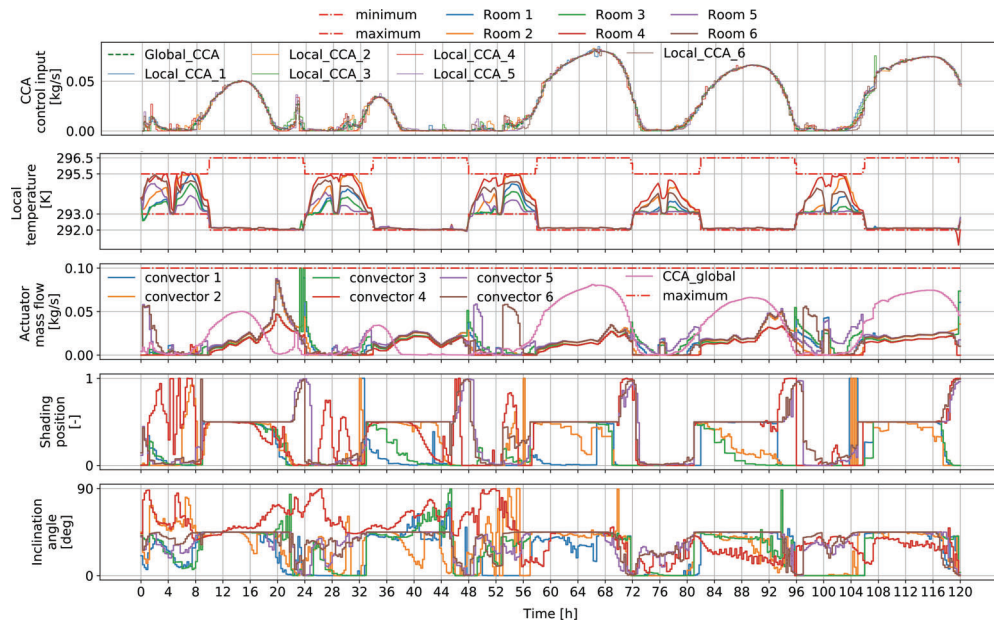 minimum Room 1 Room 3 Room 5
maximum Room 2 Room 4 Room 6
Global_CCA Local_CCA_2 Local_CCA_4 Local_CCA_6
Local_CCA_1 Local_CCA_3 Local_CCA_5
CCA
control input
[kg/s]
0.05
0.00
Local
temperature
[K]
296.5
295.5
293.0
292.0
convector 1 convector 3 convector 5 CCA_global
convector 2 convector 4 convector 6 maximum
Actuator
mass flow
[kg/s]
0.10
0.05
0.00
Shading
position
[-]
1
0
Inclination
angle
[deg]
90
0
0 4 8 12 16 20 24 28 32 36 40 44 48 52 56 60 64 68 72 76 80 84 88 92 96 100 104 108 112 116 120
Time [h]